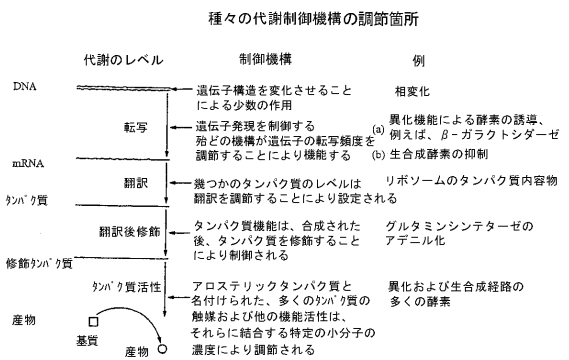 種々の代謝制御機構の調節箇所
代謝のレベル
制御機構
例
DNA
遺伝子構造を変化させること
による少数の作用
相変化
転写
遺伝子発現を制御する
殆どの機構が遺伝子の転写頻度を
調節することにより機能する
(a) 異化機能による酵素の誘導、
例えば、β-ガラクトシダーゼ
(b) 生合成酵素の抑制
mRNA
翻訳
幾つかのタンパク質のレベルは
翻訳を調節することにより設定される
リボソームのタンパク質内容物
タンパク質
翻訳後修飾
タンパク質機能は、合成された
後、タンパク質を修飾すること
により制御される
グルタミンシンテターゼの
アデニル化
修飾タンパク質
タンパク質活性
アロステリックタンパク質と
名付けられた、多くのタンパク質の
触媒および他の機能活性は、
それらに結合する特定の小分子の
濃度により調節される
異化および生合成経路の
多くの酵素
産物
基質
産物